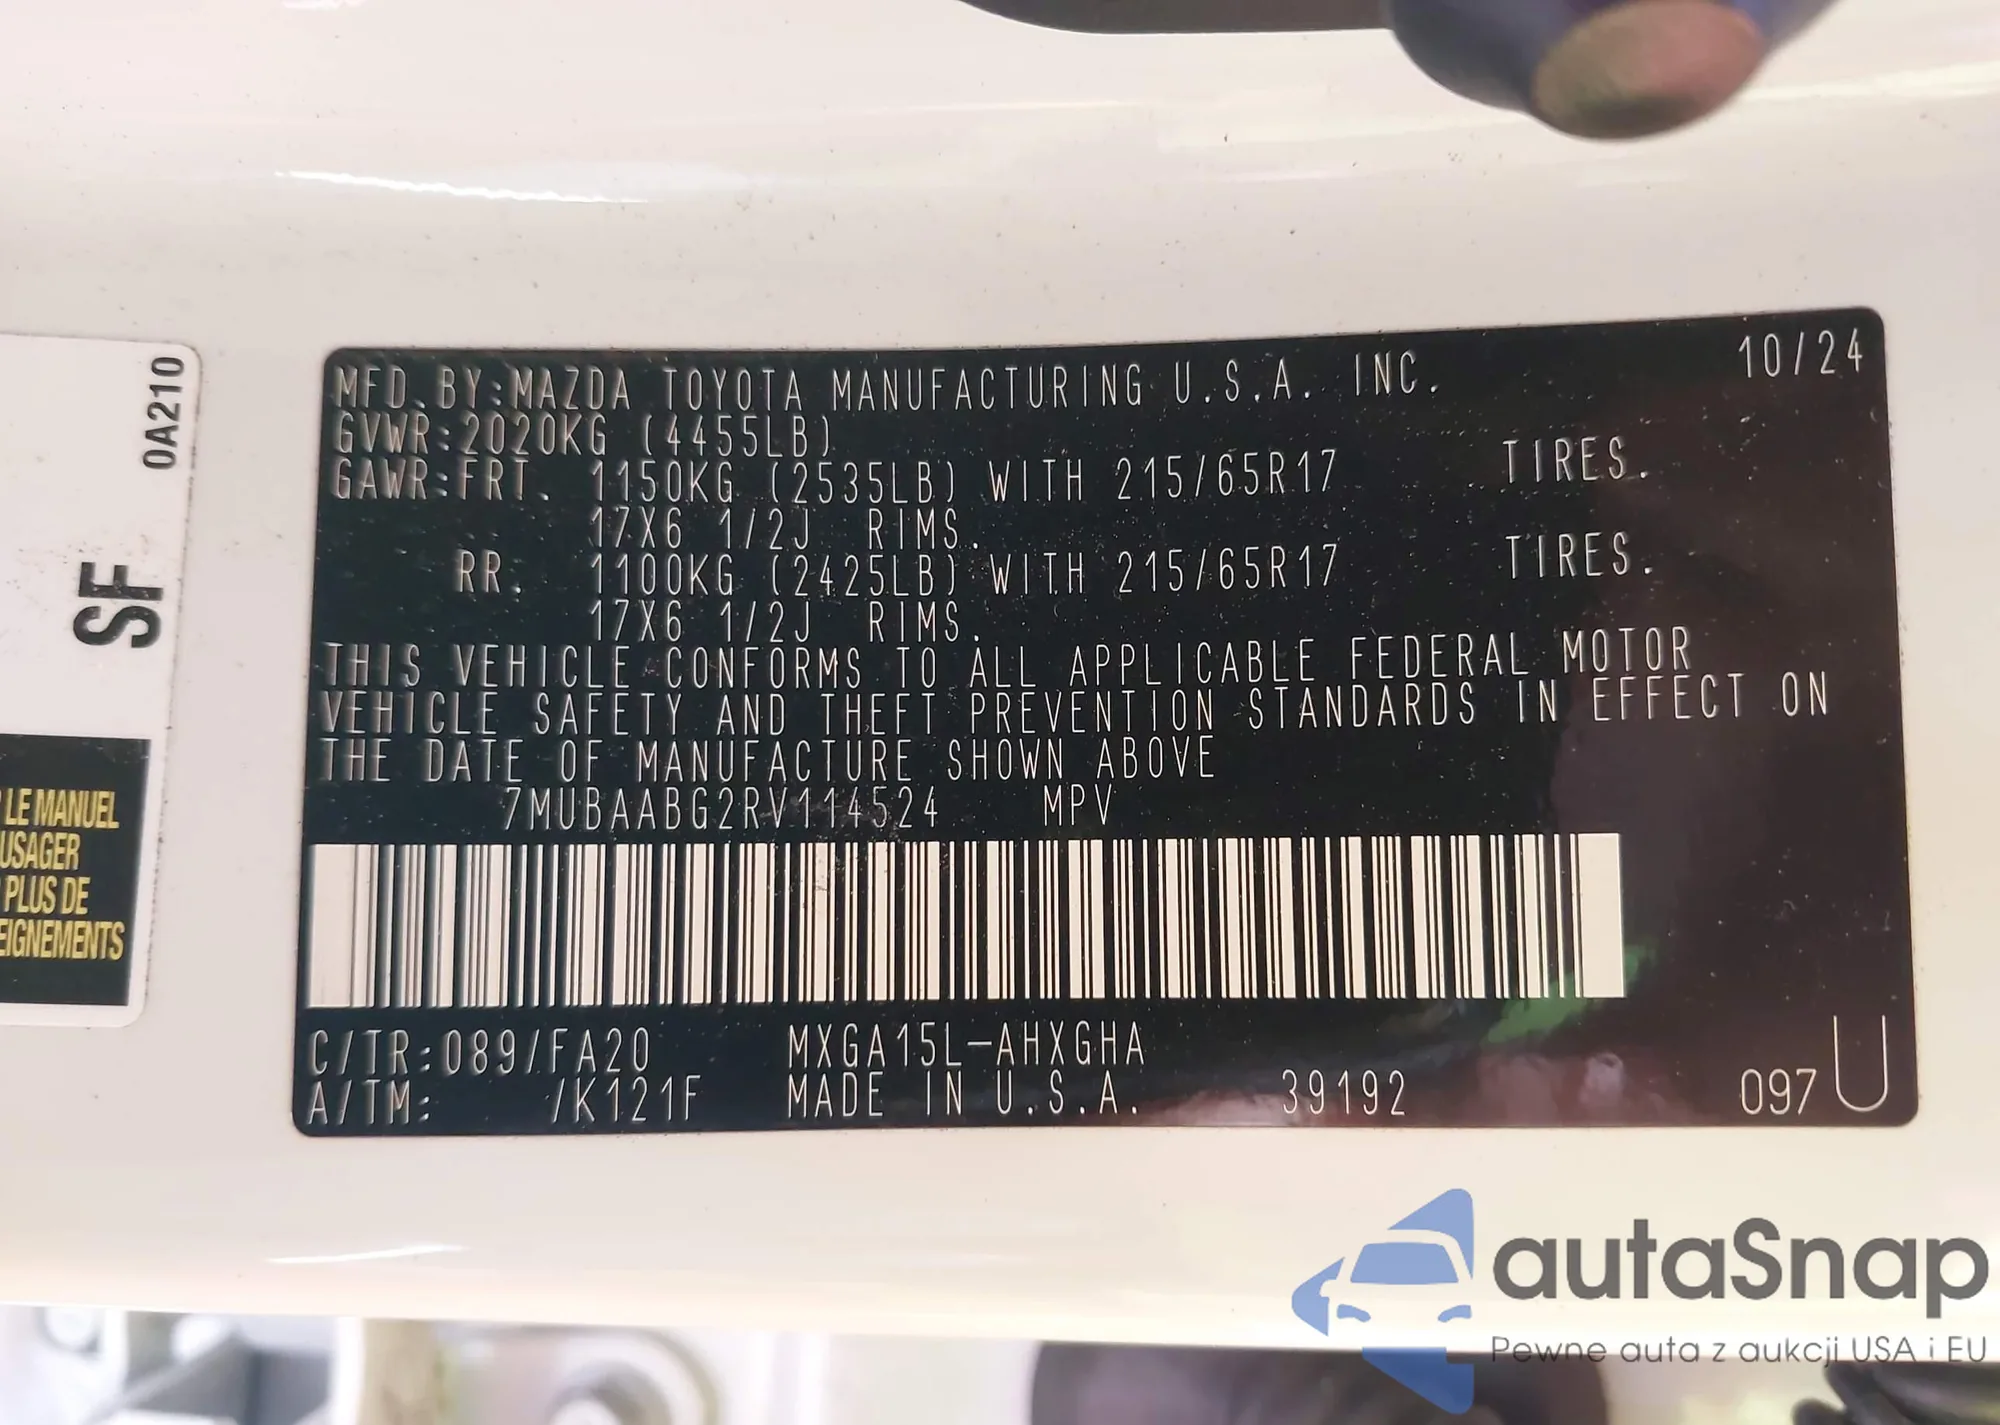 0A210
SF
LE MANUEL
USAGER
PLUS DE
EIGNEMENTS
MFD. BY:MAZDA TOYOTA MANUFACTURING U.S.A. INC. 10/24
GVWR:2020KG (4455LB)
GAWR:FRT. 1150KG (2535LB) WITH 215/65R17 TIRES.
17X6 1/2J RIMS.
RR. 1100KG (2425LB) WITH 215/65R17 TIRES.
17X6 1/2J RIMS.
THIS VEHICLE CONFORMS TO ALL APPLICABLE FEDERAL MOTOR
VEHICLE SAFETY AND THEFT PREVENTION STANDARDS IN EFFECT ON
THE DATE OF MANUFACTURE SHOWN ABOVE
7MUBAABG2RV114524 MPV
C/TR:089/FA20 MXGA15L-AHXGHA
A/TM: /K121F MADE IN U.S.A. 39192 097 U
autaSnap
Pewne auta z aukcji USA i EU